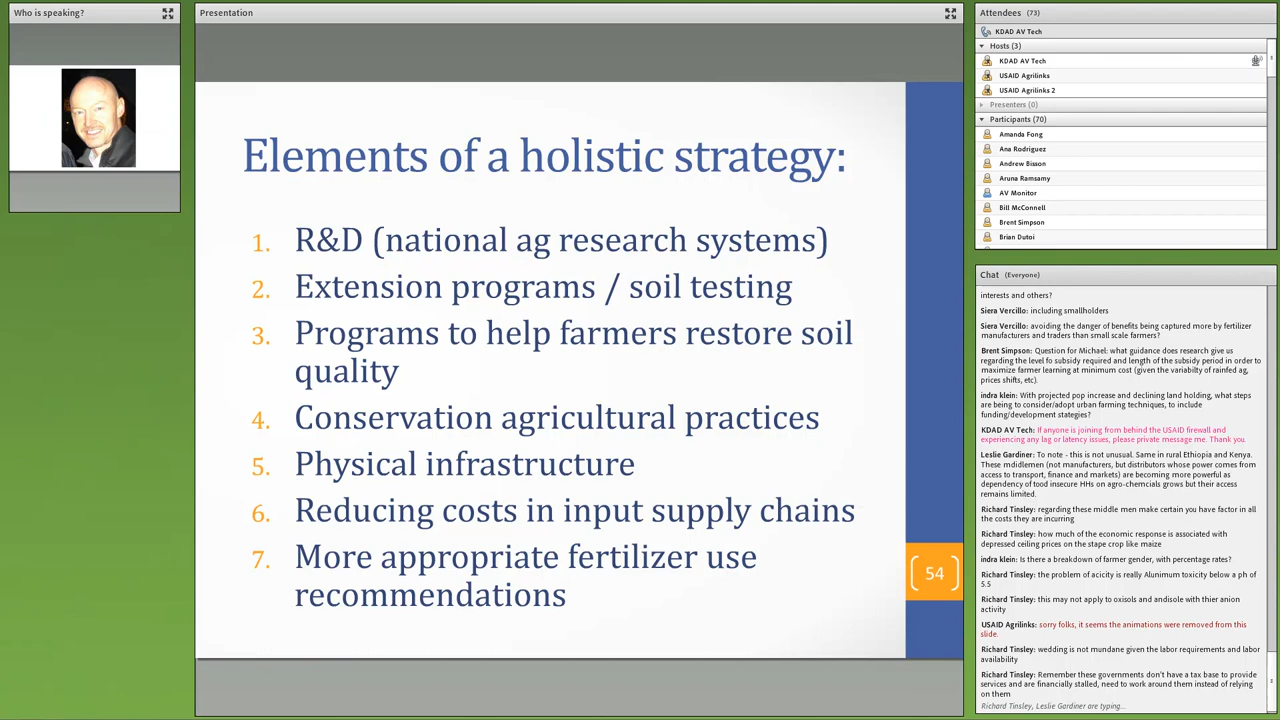 Who is speaking?
Presentation
Elements of a holistic strategy:
1. R&D (national ag research systems)
2. Extension programs / soil testing
3. Programs to help farmers restore soil
quality
4. Conservation agricultural practices
5. Physical infrastructure
6. Reducing costs in input supply chains
7. More appropriate fertilizer use
recommendations
54
Attendees (73)
KDAD AV Tech
Hosts (3)
KDAD AV Tech
USAID Agrilinks
USAID Agrilinks 2
Presenters (0)
Participants (70)
Amanda Fong
Ana Rodriguez
Andrew Bisson
Aruna Ramsamy
AV Monitor
Bill McConnell
Brent Simpson
Brian Dutoi
Chat (Everyone)
interests and others?
Siera Vercillo: including smallholders
Siera Vercillo: avoiding the danger of benefits being captured more by fertilizer
manufacturers and traders than small scale farmers?
Brent Simpson: Question for Michael: what guidance does research give us
regarding the level fo subsidy required and length of the subsidy period in order to
maximize farmer learning at minimum cost (given the variabilty of rainfed ag,
prices shifts, etc).
indra klein: With projected pop increase and declining land holding, what steps
are being to consider/adopt urban farming techniques, to include
funding/development stategies?
KDAD AV Tech: If anyone is joining from behind the USAID firewall and
experiencing any lag or latency issues, please private message me. Thank you.
Leslie Gardiner: To note - this is not unusual. Same in rural Ethiopia and Kenya.
These mdidlemen (not manufacturers, but distributors whose power comes from
access to transport, finance and markets) are becoming more powerful as
dependency of tood insecure HHs on agro-chemcials grows but their access
remains limited.
Richard Tinsley: regarding these middle men make certain you have factor in all
the costs they are incurring
Richard Tinsley: how much of the economic response is associated with
depressed ceiling prices on the stape crop like maize
indra klein: Is there a breakdown of farmer gender, with percentage rates?
Richard Tinsley: the problem of acicity is really Alunimum toxicity below a ph of
5.5
Richard Tinsley: this may not apply to oxisols and andisole with thier anion
activity
USAID Agrilinks: sorry folks, it seems the animations were removed from this
slide.
Richard Tinsley: wedding is not mundane given the labor requirements and labor
availability
Richard Tinsley: Remember these governments don't have a tax base to provide
services and are financially stalled, need to work around them instead of relying
on them
Richard Tinsley, Leslie Gardiner are typing...